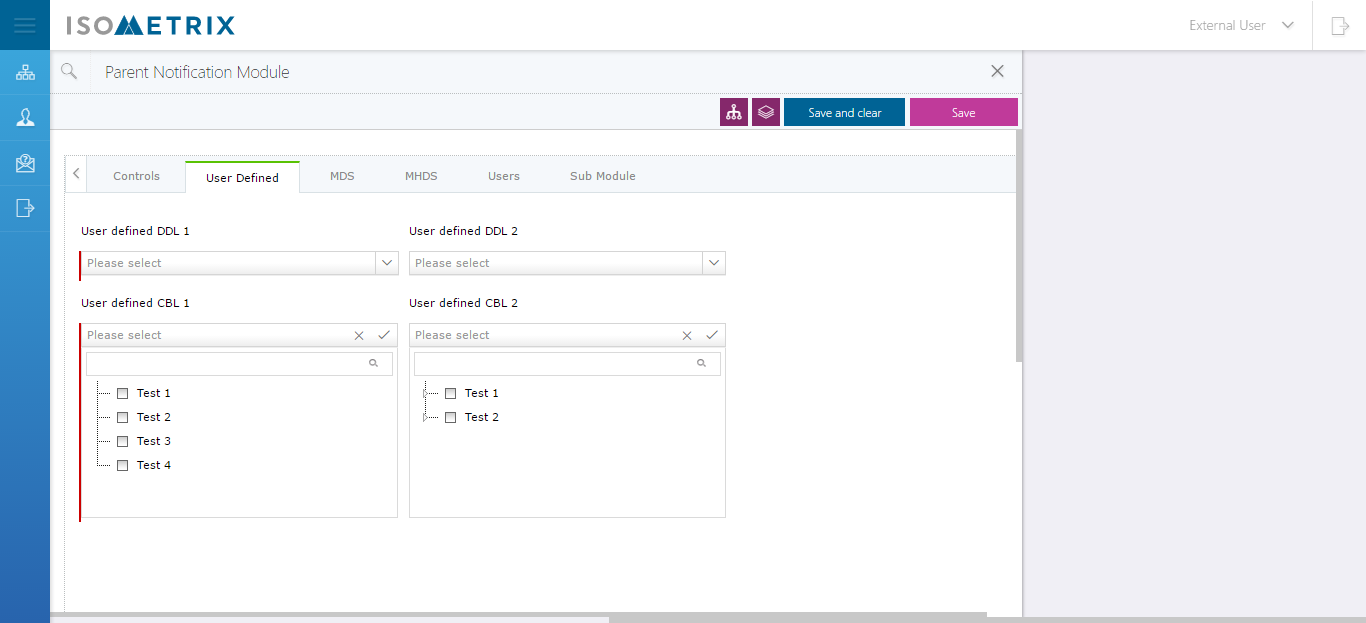 ISOMETRIX
External User
Parent Notification Module
Save and clear
Save
Controls
User Defined
MDS
MHDS
Users
Sub Module
User defined DDL 1
User defined DDL 2
Please select
Please select
User defined CBL 1
User defined CBL 2
Please select
Please select
Test 1
Test 2
Test 3
Test 4
Test 1
Test 2